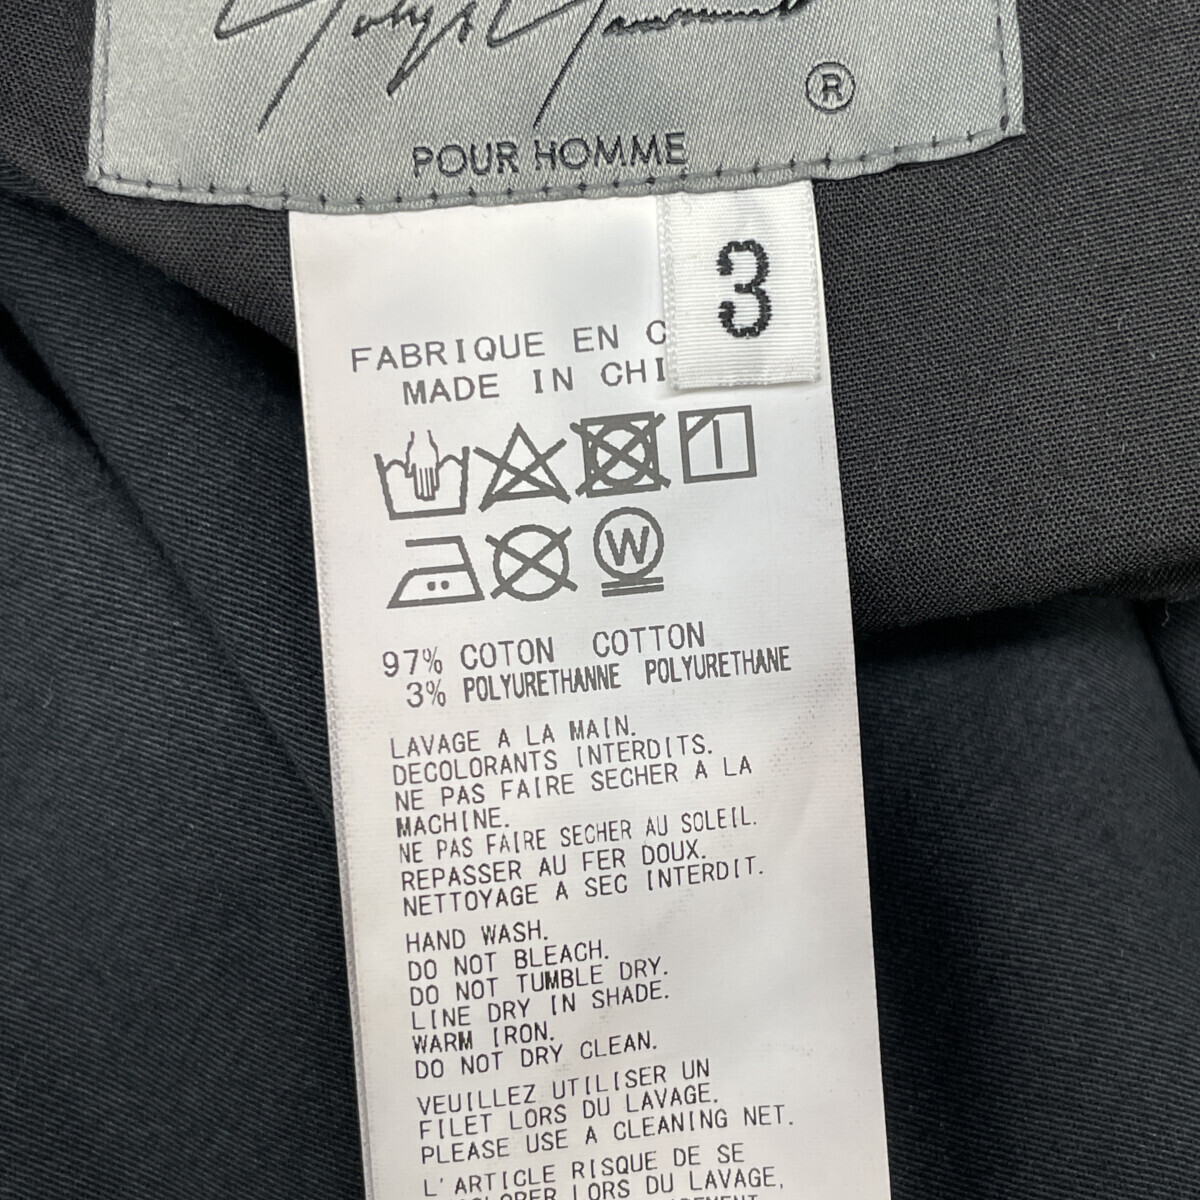 Yohji Yamamoto
®
POUR HOMME
3
FABRIQUE EN C
MADE IN CHI
W
97% COTON COTTON
3% POLYURETHANNE POLYURETHANE
LAVAGE A LA MAIN.
DECOLORANTS INTERDITS.
NE PAS FAIRE SECHER A LA
MACHINE.
NE PAS FAIRE SECHER AU SOLEIL.
REPASSER AU FER DOUX.
NETTOYAGE A SEC INTERDIT.
HAND WASH.
DO NOT BLEACH.
DO NOT TUMBLE DRY.
LINE DRY IN SHADE.
WARM IRON.
DO NOT DRY CLEAN.
VEUILLEZ UTILISER UN
FILET LORS DU LAVAGE.
PLEASE USE A CLEANING NET.
L'ARTICLE RISQUE DE SE
LORS DU LAVAGE,